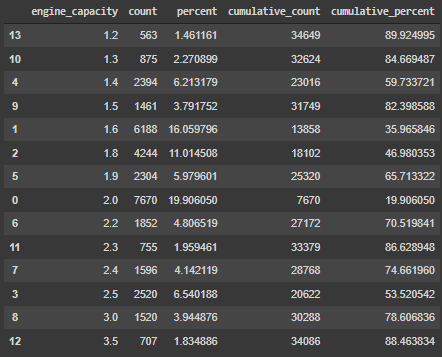 engine_capacity count percent cumulative_count cumulative_percent
13 1.2 563 1.461161 34649 89.924995
10 1.3 875 2.270899 32624 84.669487
4 1.4 2394 6.213179 23016 59.733721
9 1.5 1461 3.791752 31749 82.398588
1 1.6 6188 16.059796 13858 35.965846
2 1.8 4244 11.014508 18102 46.980353
5 1.9 2304 5.979601 25320 65.713322
0 2.0 7670 19.906050 7670 19.906050
6 2.2 1852 4.806519 27172 70.519841
11 2.3 755 1.959461 33379 86.628948
7 2.4 1596 4.142119 28768 74.661960
3 2.5 2520 6.540188 20622 53.520542
8 3.0 1520 3.944876 30288 78.606836
12 3.5 707 1.834886 34086 88.463834